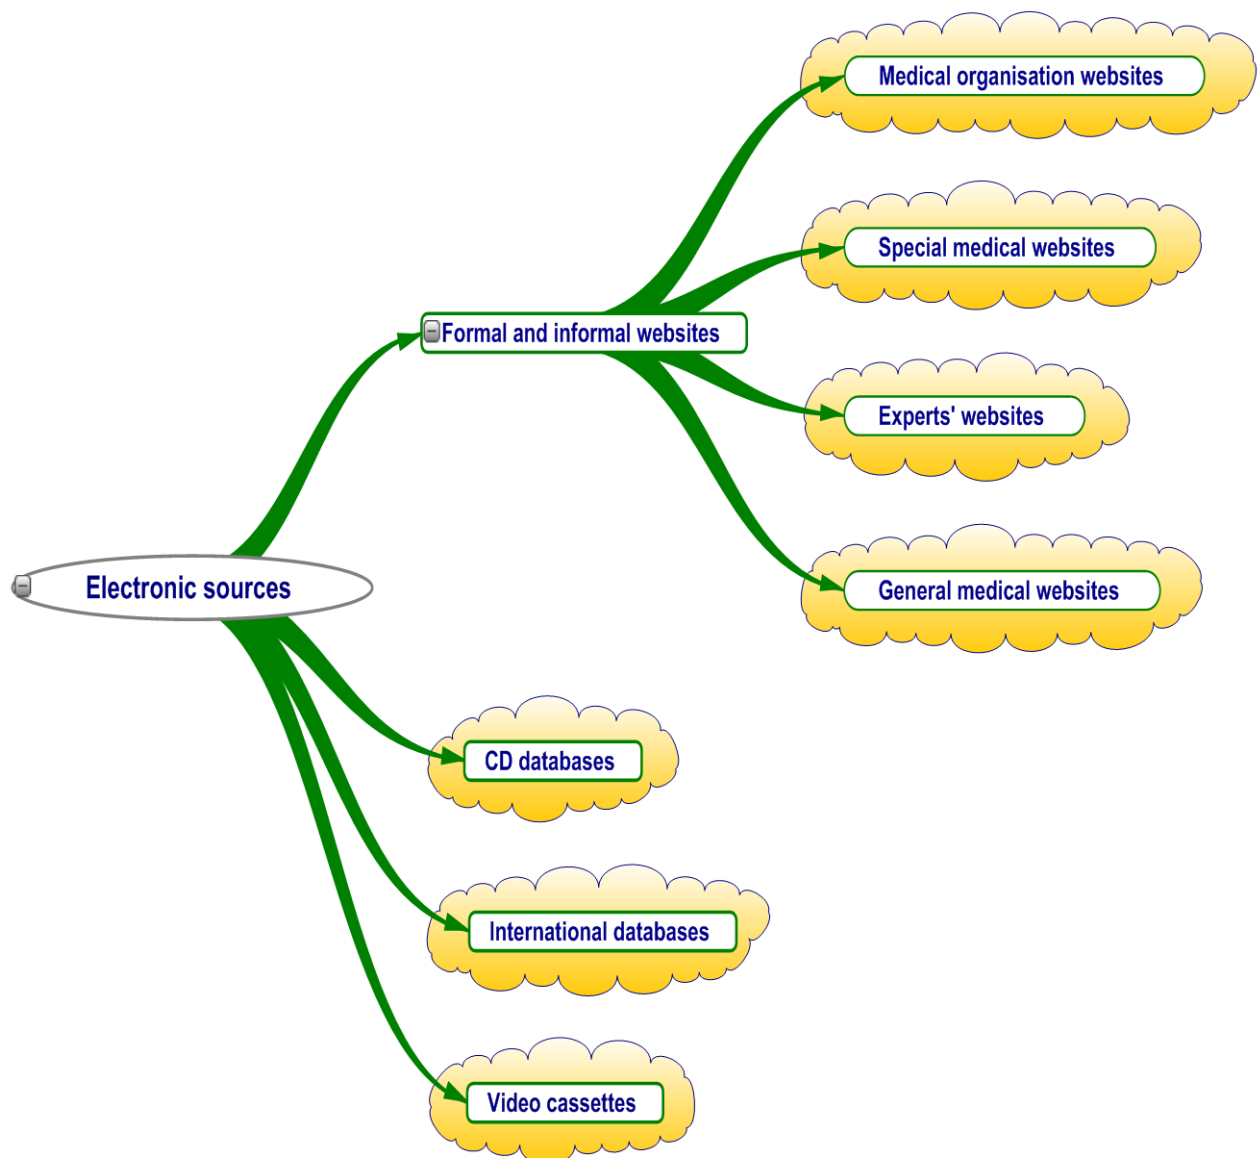 Medical organisation websites
Special medical websites
Formal and informal websites
Experts' websites
Electronic sources
General medical websites
CD databases
International databases
Video cassettes